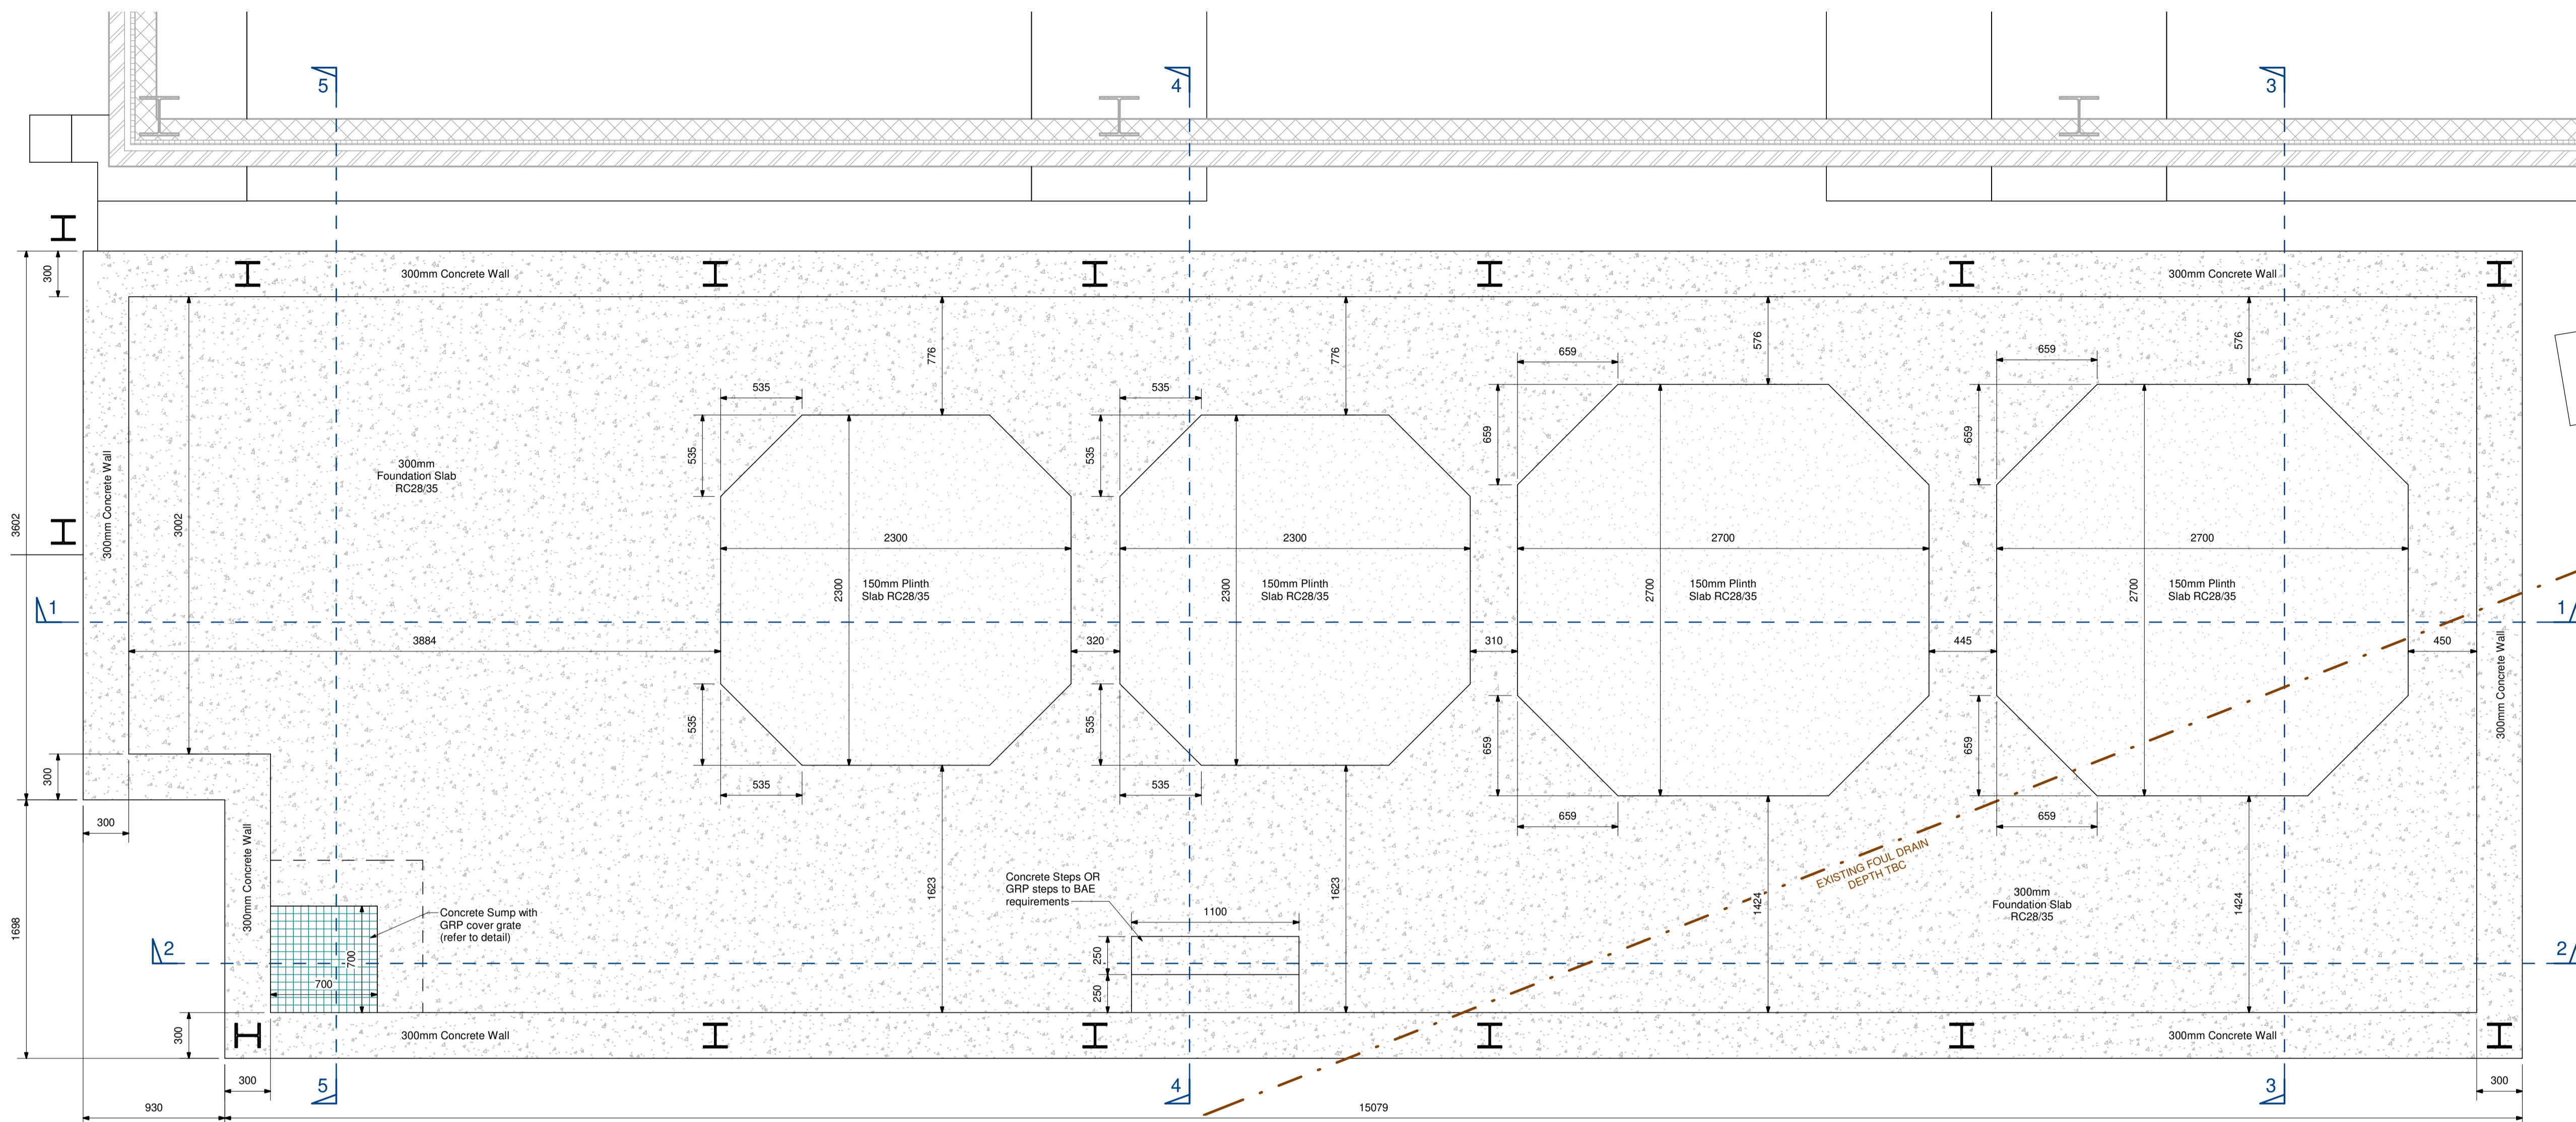 5
4
3
300
300mm Concrete Wall
300mm Concrete Wall
776
776
576
576
659
659
535
535
659
659
535
535
300mm
Foundation Slab
RC28/35
300mm Concrete Wall
3602
3002
2300
2300
2700
2700
2300
150mm Plinth
Slab RC28/35
2300
150mm Plinth
Slab RC28/35
2700
150mm Plinth
Slab RC28/35
2700
150mm Plinth
Slab RC28/35
1
1
3884
320
310
445
450
300mm Concrete Wall
535
535
659
659
535
535
659
659
300
300
300mm Concrete Wall
EXISTING FOUL DRAIN
DEPTH TBC
Concrete Steps OR
GRP steps to BAE
requirements
1623
1623
1424
1424
300mm
Foundation Slab
RC28/35
Concrete Sump with
GRP cover grate
(refer to detail)
1100
1698
2
2
700
700
250
250
300
300mm Concrete Wall
300mm Concrete Wall
300
5
4
3
300
930
15079